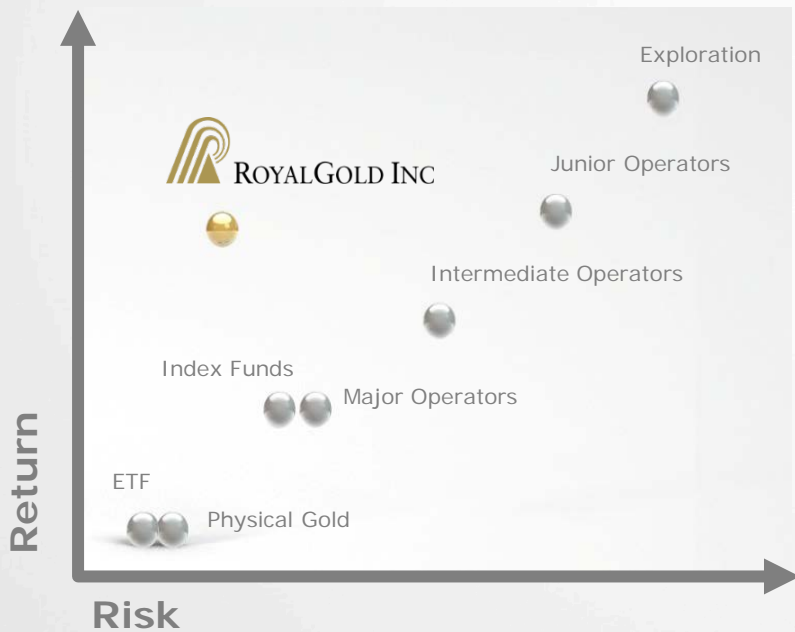 Exploration
ROYALGOLD INC
Junior Operators
Intermediate Operators
Index Funds
Major Operators
ETF
Physical Gold
Return
Risk